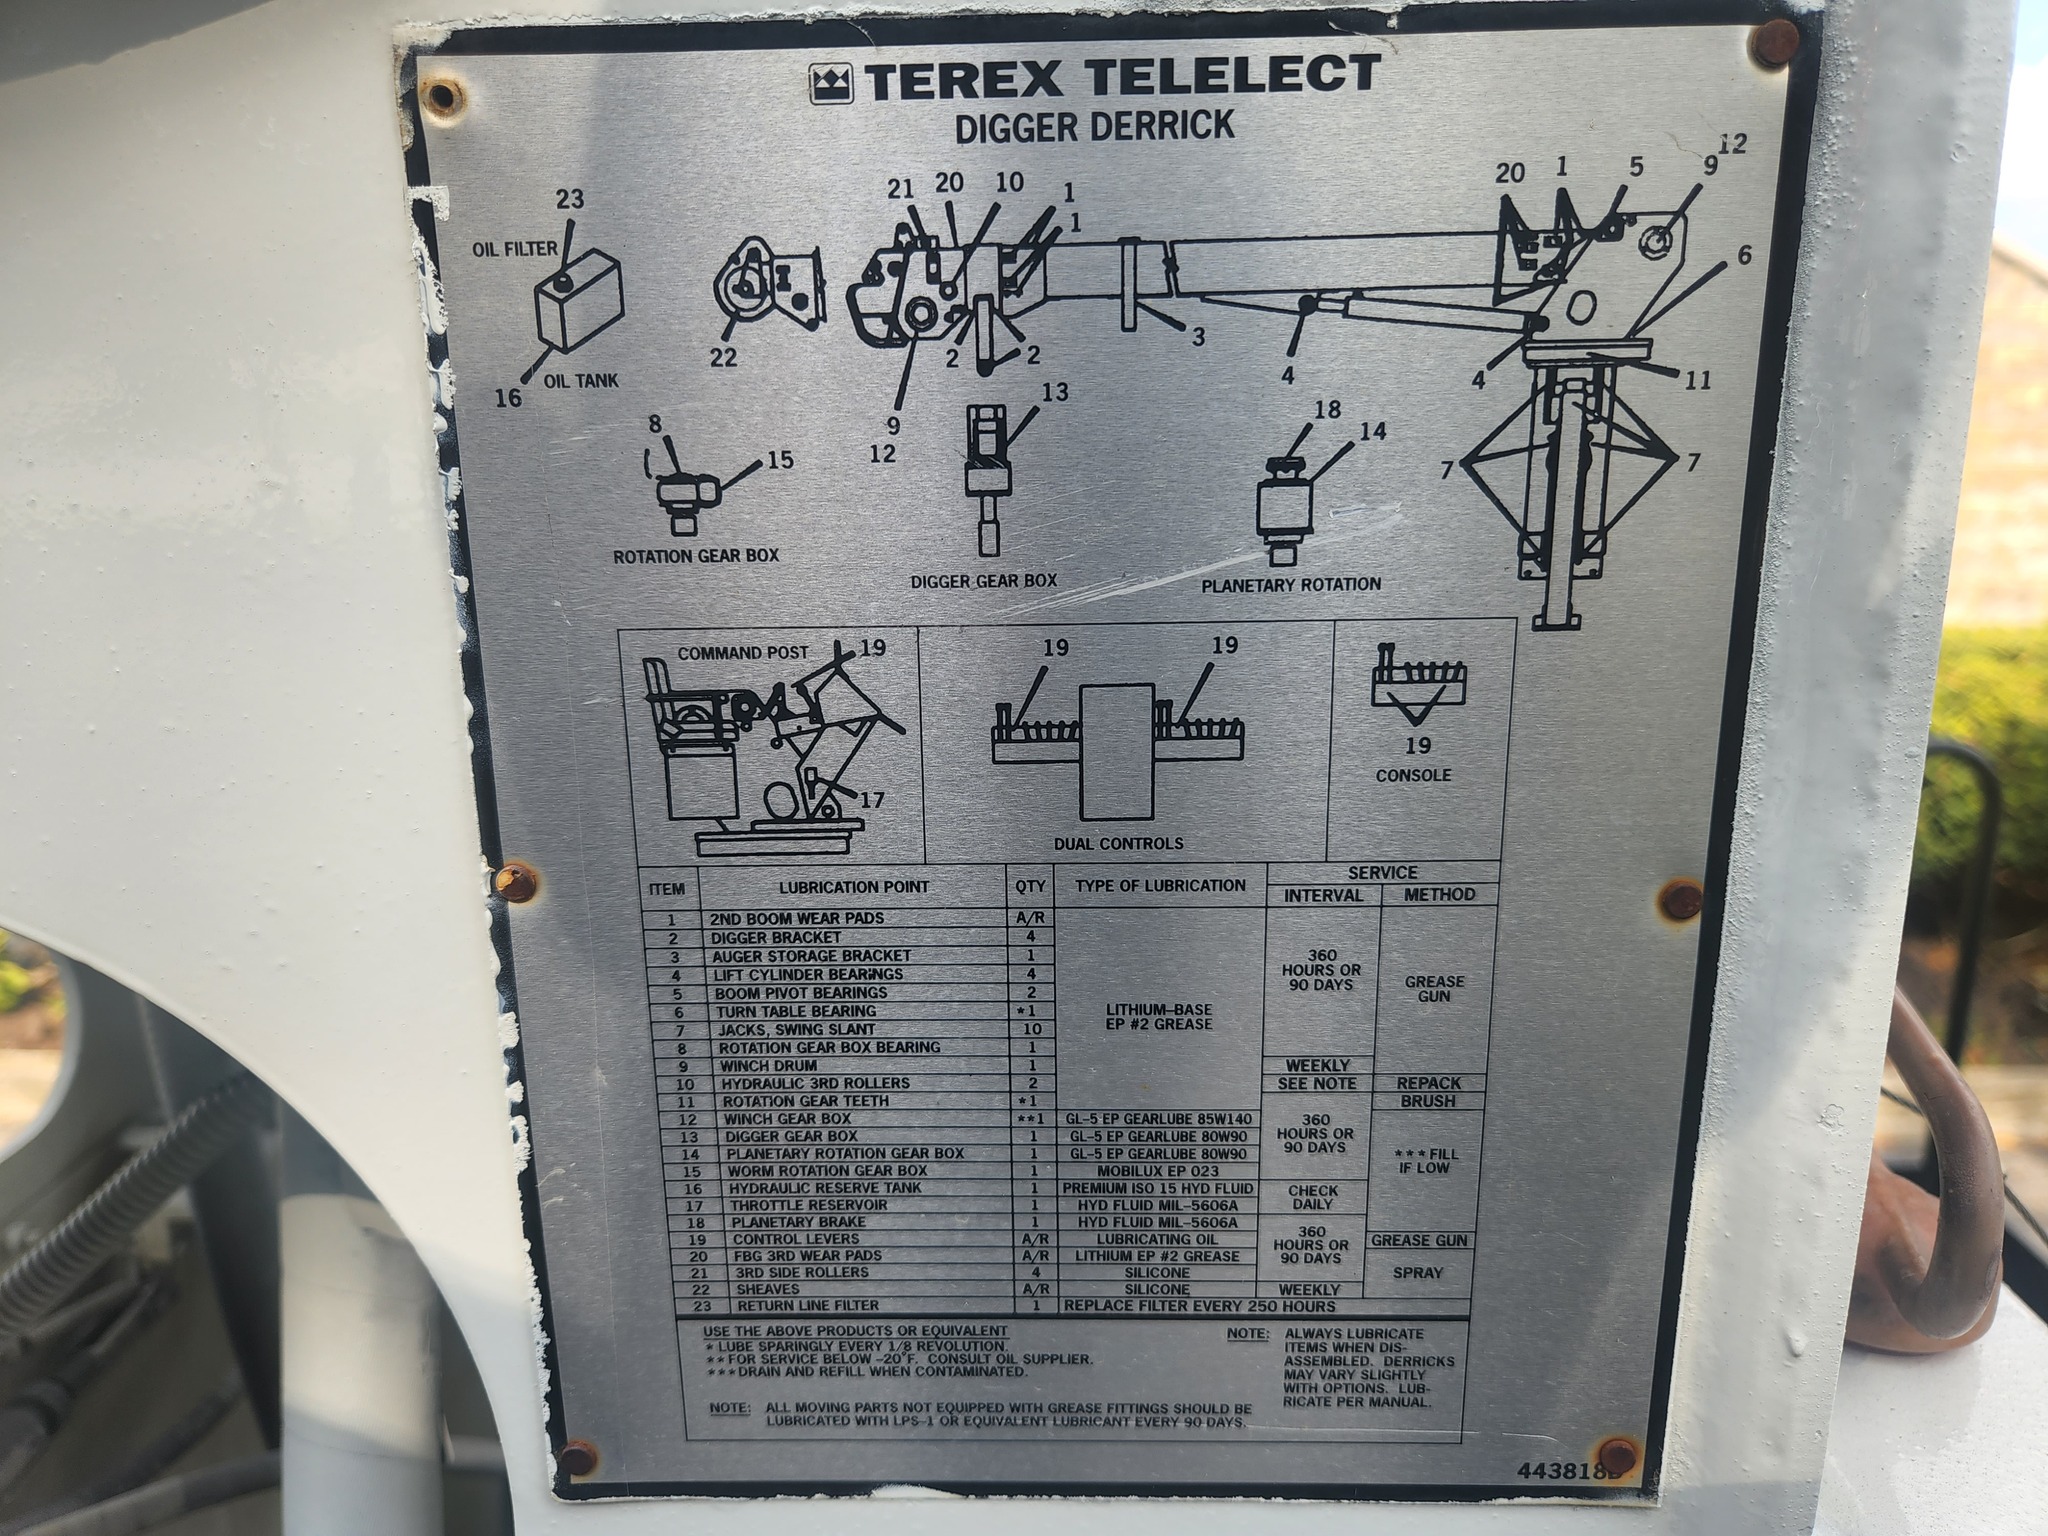 TEREX TELELECT
DIGGER DERRICK
23
OIL FILTER
16
OIL TANK
22
21
20
10
1
1
2
2
3
9
12
4
20
1
5
9
12
6
4
11
7
7
8
15
ROTATION GEAR BOX
13
DIGGER GEAR BOX
18
14
PLANETARY ROTATION
COMMAND POST
19
17
19
19
DUAL CONTROLS
19
CONSOLE
ITEM LUBRICATION POINT QTY TYPE OF LUBRICATION SERVICE
INTERVAL METHOD
1 2ND BOOM WEAR PADS A/R
2 DIGGER BRACKET 4
3 AUGER STORAGE BRACKET 1
4 LIFT CYLINDER BEARINGS 4
5 BOOM PIVOT BEARINGS 2
6 TURN TABLE BEARING *1
7 JACKS, SWING SLANT 10
8 ROTATION GEAR BOX BEARING 1
9 WINCH DRUM 1
10 HYDRAULIC 3RD ROLLERS 2
11 ROTATION GEAR TEETH *1
LITHIUM-BASE
EP #2 GREASE
360
HOURS OR
90 DAYS
GREASE
GUN
WEEKLY
SEE NOTE REPACK
BRUSH
12 WINCH GEAR BOX **1 GL-5 EP GEARLUBE 85W140
13 DIGGER GEAR BOX 1 GL-5 EP GEARLUBE 80W90
14 PLANETARY ROTATION GEAR BOX 1 GL-5 EP GEARLUBE 80W90
15 WORM ROTATION GEAR BOX 1 MOBILUX EP 023
360
HOURS OR
90 DAYS
***FILL
IF LOW
16 HYDRAULIC RESERVE TANK 1 PREMIUM ISO 15 HYD FLUID
17 THROTTLE RESERVOIR 1 HYD FLUID MIL-5606A
CHECK
DAILY
18 PLANETARY BRAKE 1 HYD FLUID MIL-5606A
19 CONTROL LEVERS A/R LUBRICATING OIL
20 FBG 3RD WEAR PADS A/R LITHIUM EP #2 GREASE
21 3RD SIDE ROLLERS 4 SILICONE
360
HOURS OR
90 DAYS
GREASE GUN
SPRAY
22 SHEAVES A/R SILICONE WEEKLY
23 RETURN LINE FILTER 1 REPLACE FILTER EVERY 250 HOURS
USE THE ABOVE PRODUCTS OR EQUIVALENT
* LUBE SPARINGLY EVERY 1/8 REVOLUTION.
**FOR SERVICE BELOW -20°F. CONSULT OIL SUPPLIER.
***DRAIN AND REFILL WHEN CONTAMINATED.
NOTE: ALWAYS LUBRICATE
ITEMS WHEN DIS-
ASSEMBLED. DERRICKS
MAY VARY SLIGHTLY
WITH OPTIONS. LUB-
RICATE PER MANUAL.
NOTE: ALL MOVING PARTS NOT EQUIPPED WITH GREASE FITTINGS SHOULD BE
LUBRICATED WITH LPS-1 OR EQUIVALENT LUBRICANT EVERY 90 DAYS.